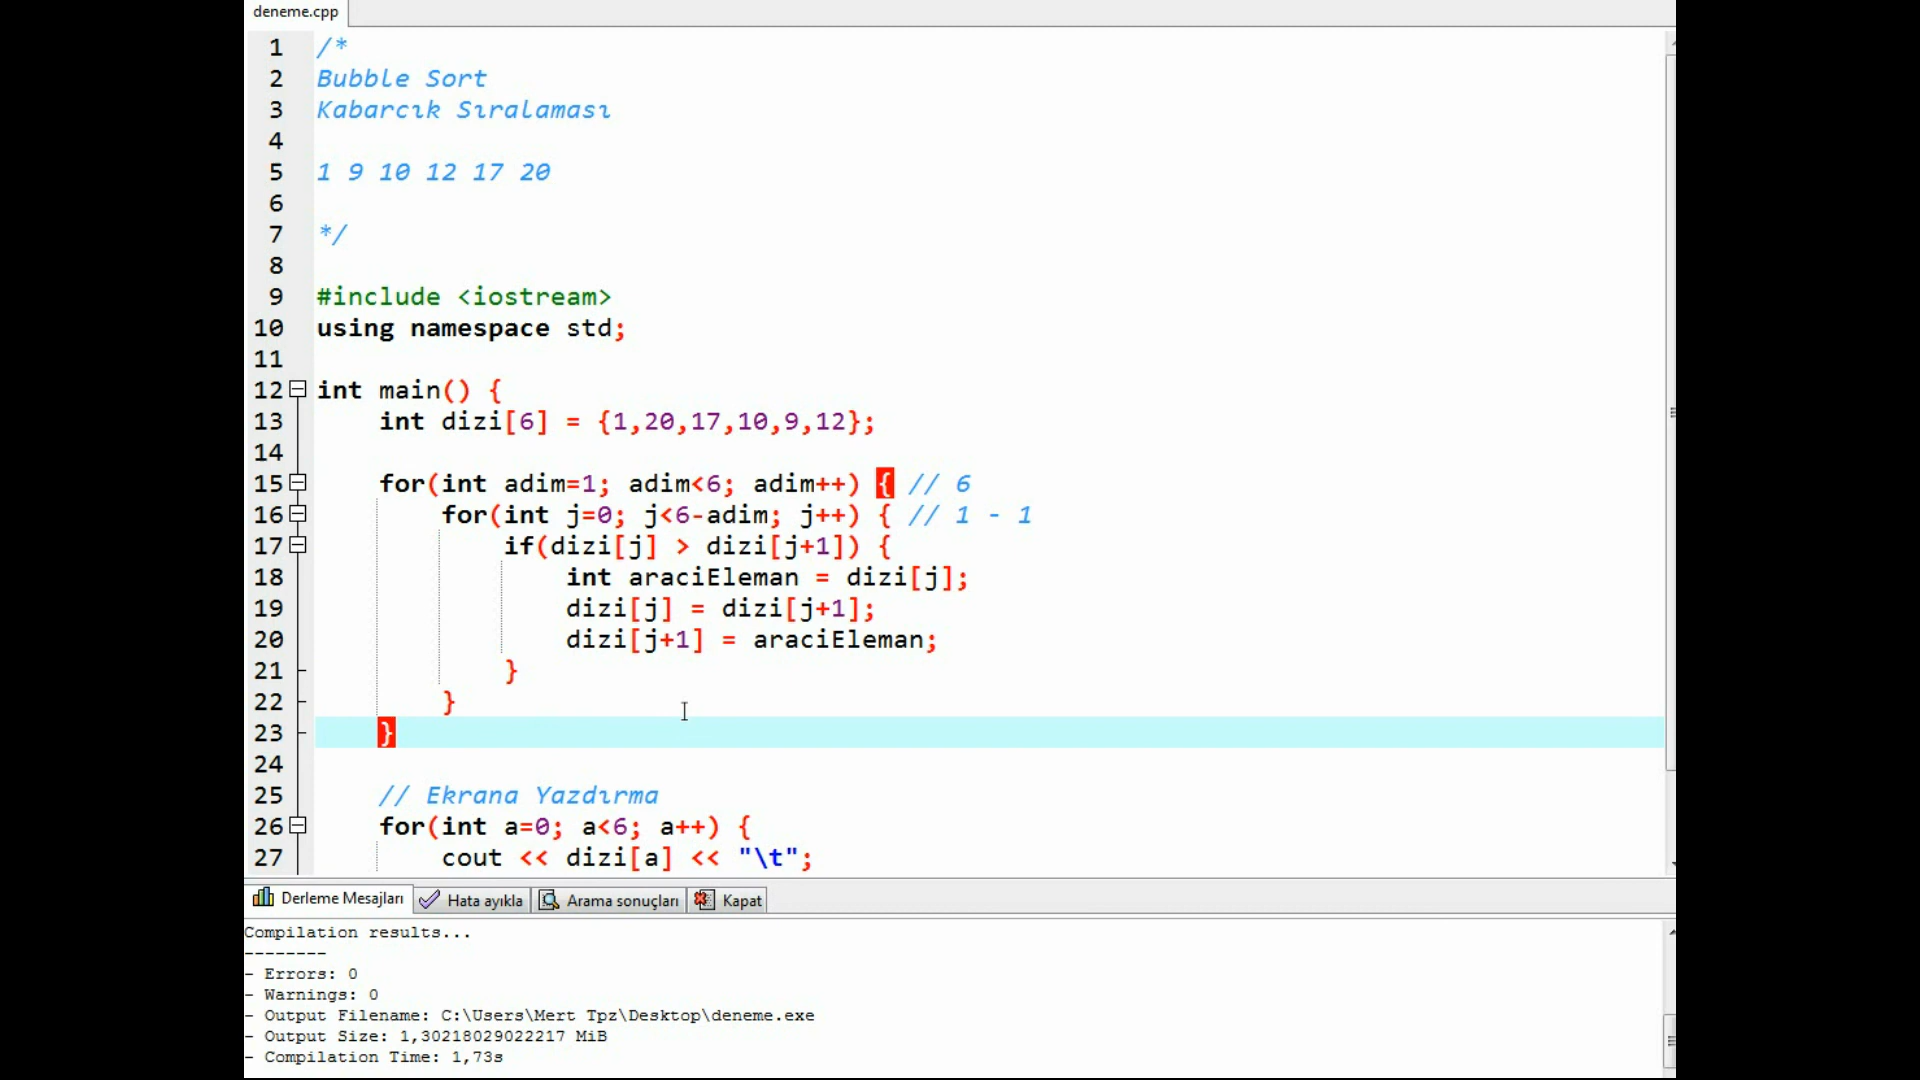 deneme.cpp
1 /*
2 Bubble Sort
3 Kabarcık Sıralaması
4
5 1 9 10 12 17 20
6
7 */
8
9 #include <iostream>
10 using namespace std;
11
12 int main() {
13 int dizi[6] = {1,20,17,10,9,12};
14
15 for(int adim=1; adim<6; adim++) { // 6
16 for(int j=0; j<6-adim; j++) { // 1 - 1
17 if(dizi[j] > dizi[j+1]) {
18 int araciEleman = dizi[j];
19 dizi[j] = dizi[j+1];
20 dizi[j+1] = araciEleman;
21 }
22 }
23 }
24
25 // Ekrana Yazdırma
26 for(int a=0; a<6; a++) {
27 cout << dizi[a] << "\t";
Derleme Mesajları Hata ayıkla Arama sonuçları Kapat
Compilation results...
--------
- Errors: 0
- Warnings: 0
- Output Filename: C:\Users\Mert Tpz\Desktop\deneme.exe
- Output Size: 1,30218029022217 MiB
- Compilation Time: 1,73s